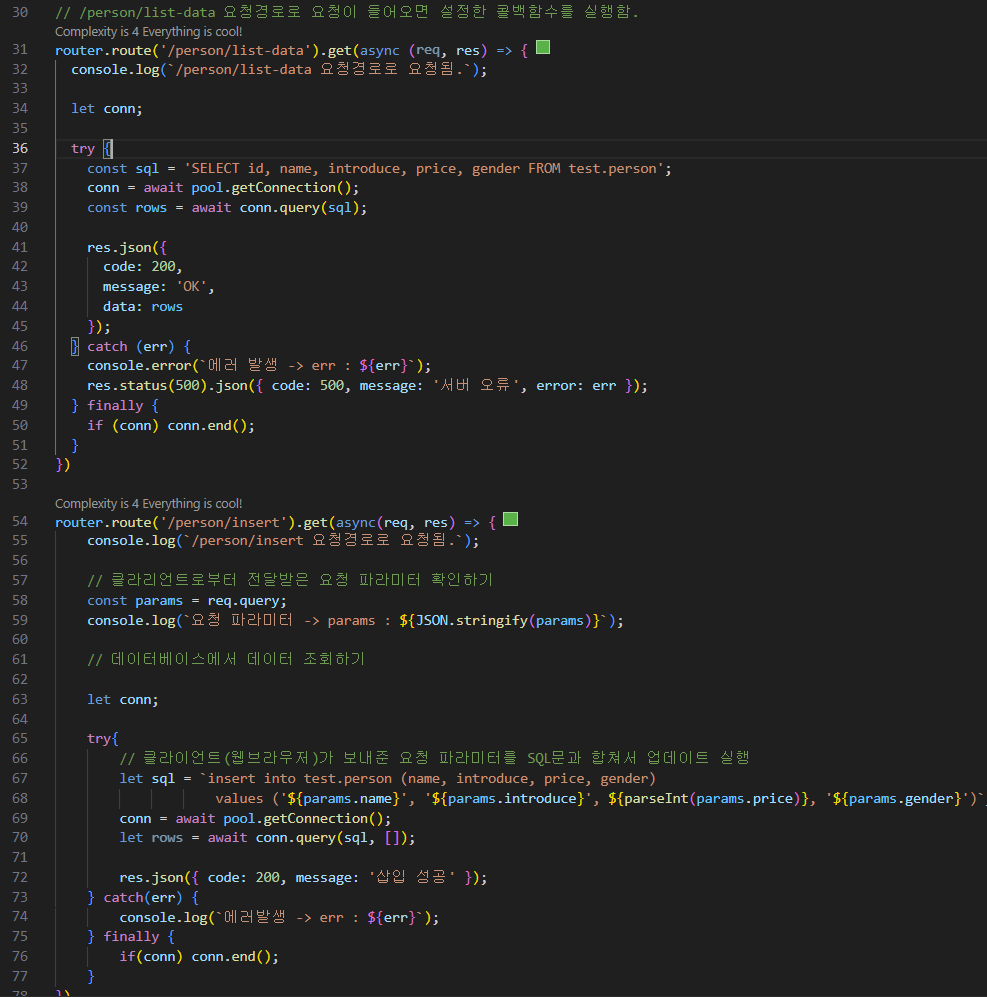 30 // /person/list-data 요청경로로 요청이 들어오면 설정한 콜백함수를 실행함.
Complexity is 4 Everything is cool!
31 router.route('/person/list-data').get(async (req, res) => {
32 console.log(`/person/list-data 요청경로로 요청됨.`);
33
34 let conn;
35
36 try {
37 const sql = 'SELECT id, name, introduce, price, gender FROM test.person';
38 conn = await pool.getConnection();
39 const rows = await conn.query(sql);
40
41 res.json({
42 code: 200,
43 message: 'OK',
44 data: rows
45 });
46 } catch (err) {
47 console.error(`에러 발생 -> err : ${err}`);
48 res.status(500).json({ code: 500, message: '서버 오류', error: err });
49 } finally {
50 if (conn) conn.end();
51 }
52 })
53
Complexity is 4 Everything is cool!
54 router.route('/person/insert').get(async(req, res) => {
55 console.log(`/person/insert 요청경로로 요청됨.`);
56
57 // 클라리언트로부터 전달받은 요청 파라미터 확인하기
58 const params = req.query;
59 console.log(`요청 파라미터 -> params : ${JSON.stringify(params)}`);
60
61 // 데이터베이스에서 데이터 조회하기
62
63 let conn;
64
65 try{
66 // 클라이언트(웹브라우저)가 보내준 요청 파라미터를 SQL문과 합쳐서 업데이트 실행
67 let sql = `insert into test.person (name, introduce, price, gender)
68 values ('${params.name}', '${params.introduce}', ${parseInt(params.price)}, '${params.gender}')`;
69 conn = await pool.getConnection();
70 let rows = await conn.query(sql, []);
71
72 res.json({ code: 200, message: '삽입 성공' });
73 } catch(err) {
74 console.log(`에러발생 -> err : ${err}`);
75 } finally {
76 if(conn) conn.end();
77 }
78 })